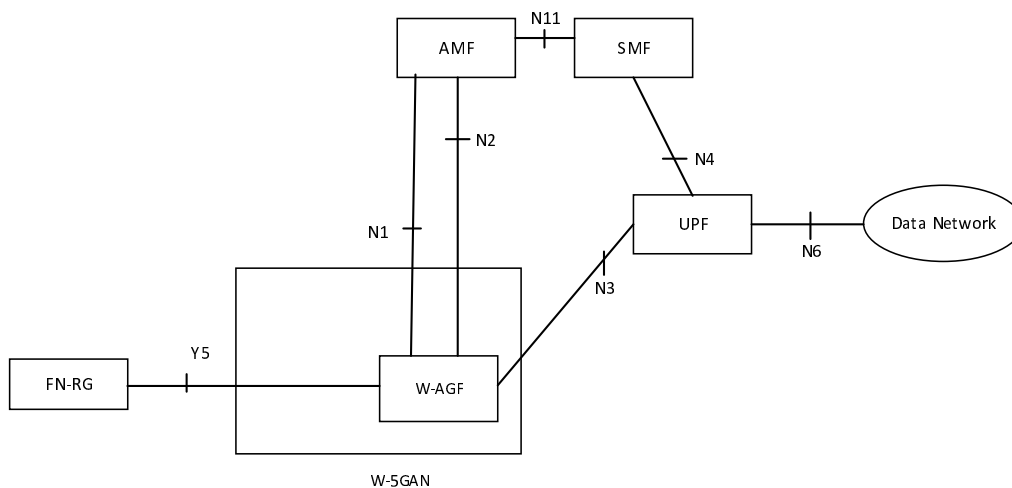 N11
AMF
SMF
N2
N4
N1
UPF
Data Network
N6
N3
Y5
FN-RG
W-AGF
W-5GAN